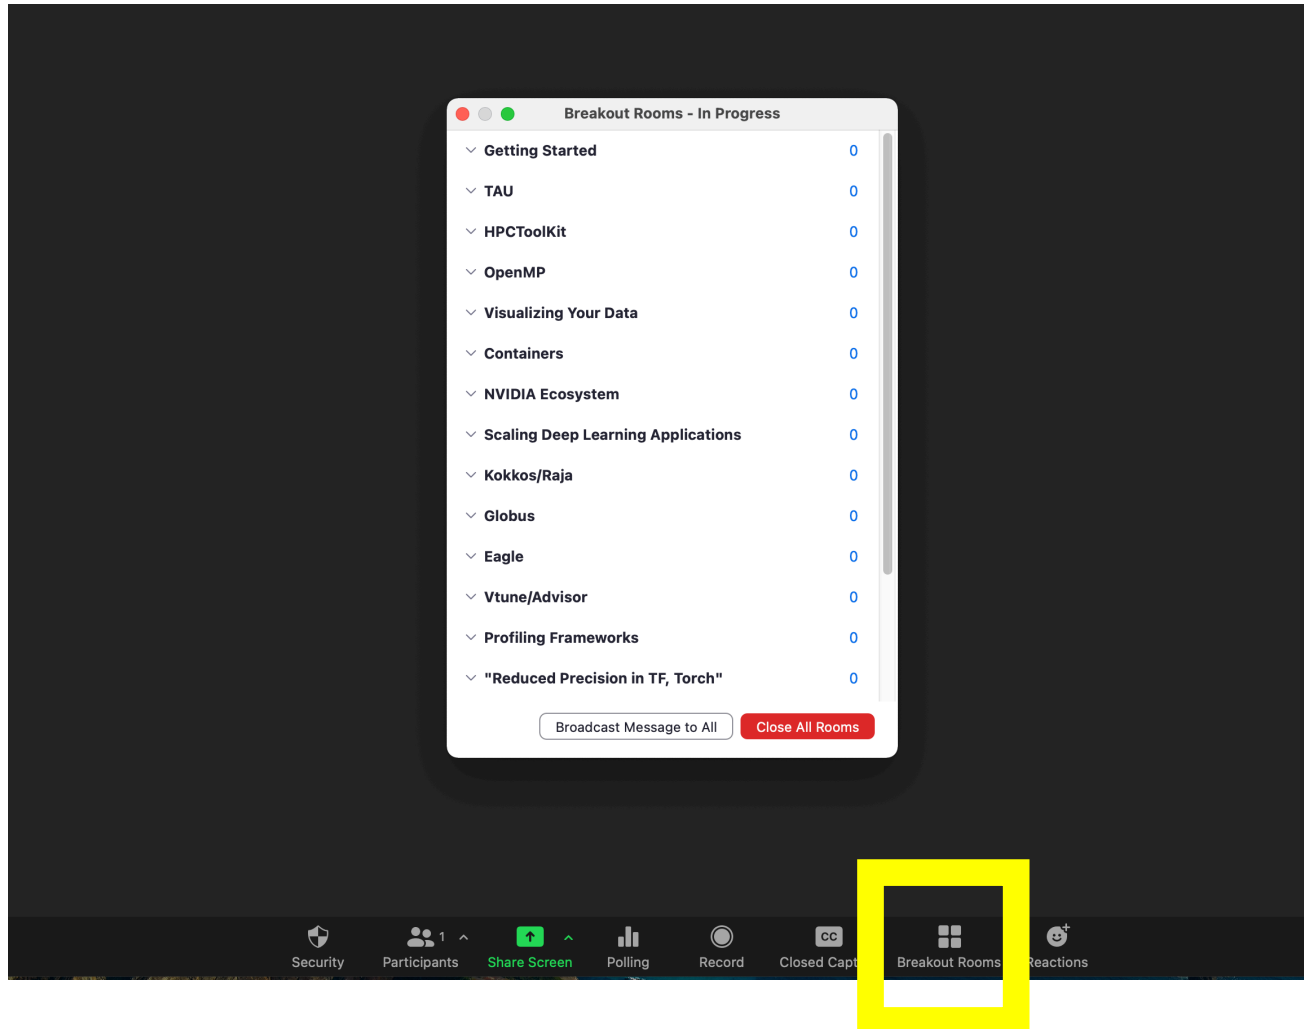 Breakout Rooms - In Progress
Getting Started 0
TAU 0
HPCToolKit 0
OpenMP 0
Visualizing Your Data 0
Containers 0
NVIDIA Ecosystem 0
Scaling Deep Learning Applications 0
Kokkos/Raja 0
Globus 0
Eagle 0
Vtune/Advisor 0
Profiling Frameworks 0
"Reduced Precision in TF, Torch" 0
Broadcast Message to All Close All Rooms
1 CC
Security Participants Share Screen Polling Record Closed Capt Breakout Rooms Reactions